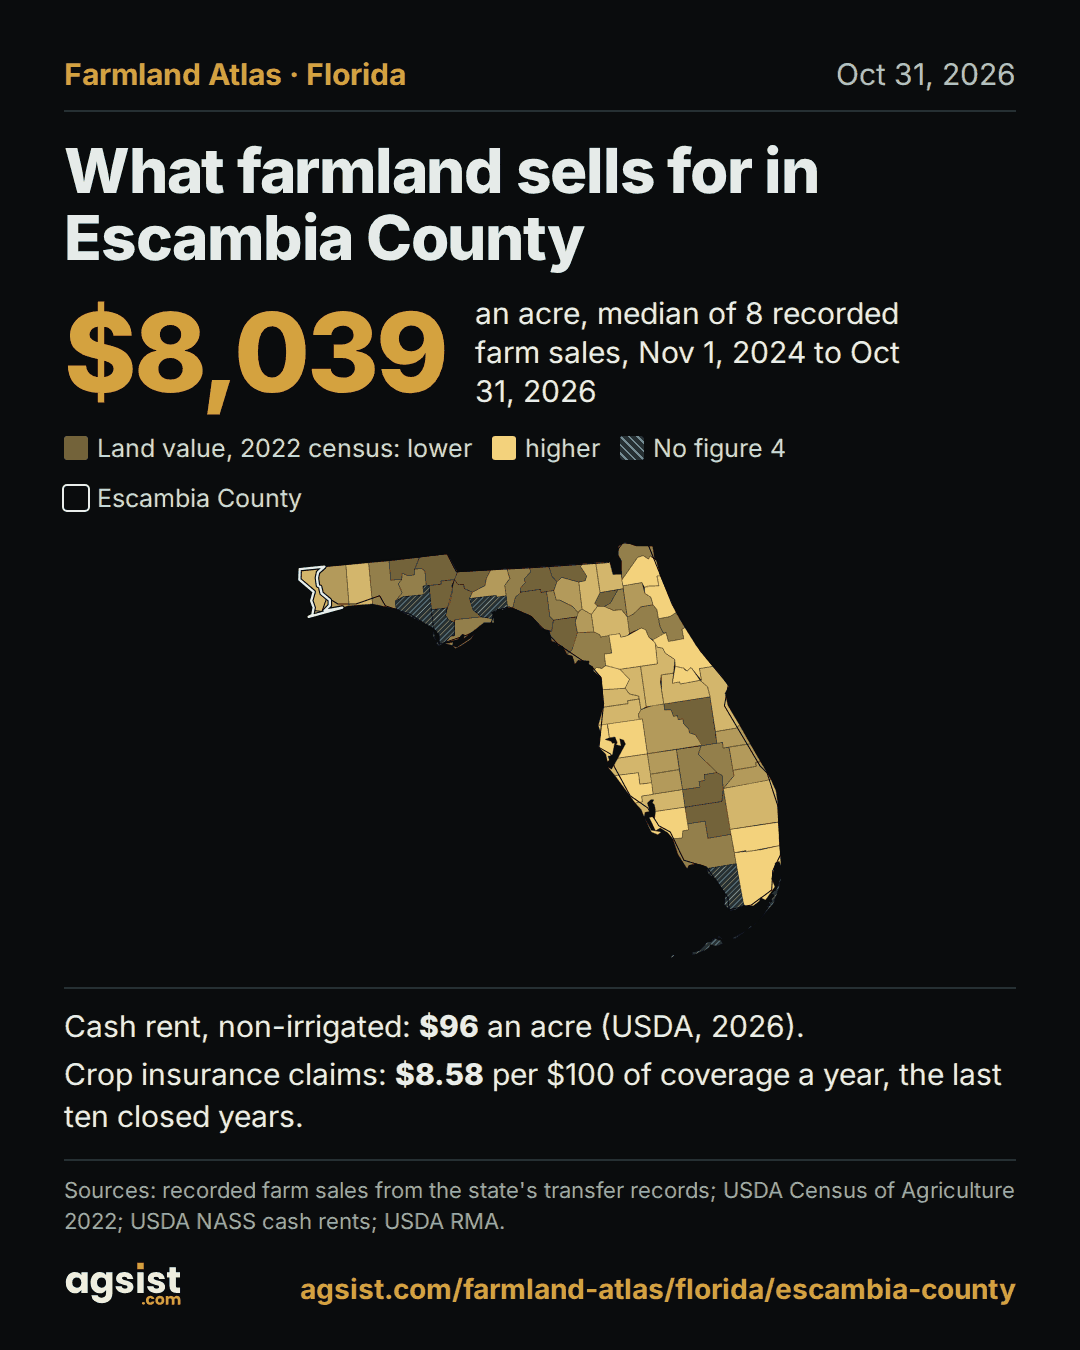 Farmland Atlas · Florida
Oct 31, 2026
What farmland sells for in
Escambia County
$8,039
an acre, median of 8 recorded
farm sales, Nov 1, 2024 to Oct
31, 2026
Land value, 2022 census: lower
higher
No figure 4
Escambia County
Cash rent, non-irrigated: $96 an acre (USDA, 2026).
Crop insurance claims: $8.58 per $100 of coverage a year, the last
ten closed years.
Sources: recorded farm sales from the state's transfer records; USDA Census of Agriculture
2022; USDA NASS cash rents; USDA RMA.
agsist
.com
agsist.com/farmland-atlas/florida/escambia-county